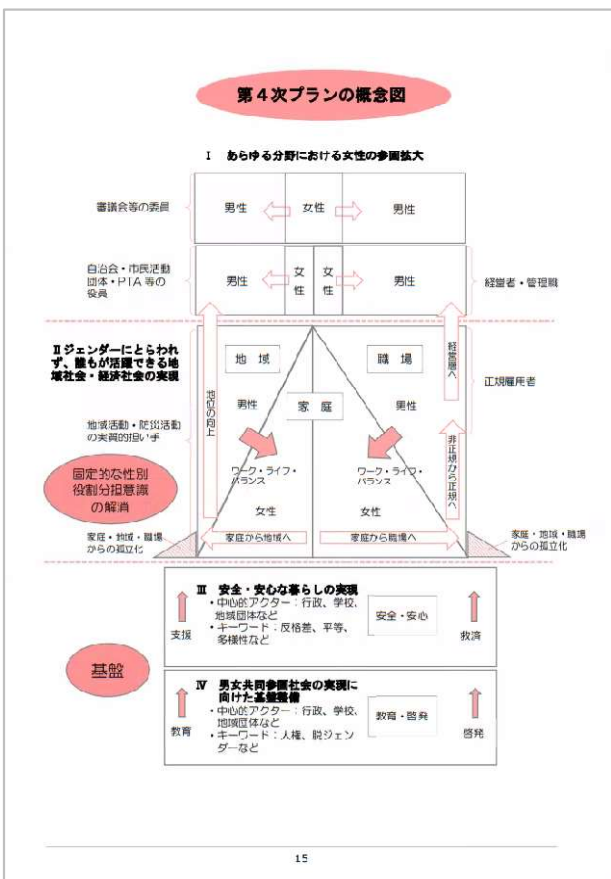 第４次プランの概念図
Ⅰ　あらゆる分野における女性の参画拡大
審議会等の委員
男性
女性
男性
自治会・市民活動
団体・PTA 等の
役員
男性
女性
女性
男性
経営者・管理職
Ⅱジェンダーにとらわれ
ず、誰もが活躍できる地
域社会・経済社会の実現
地域
職場
経営層へ
正規雇用者
地位の向上
男性
家庭
男性
地域活動・防災活動
の実質的担い手
非正規から正規へ
ワーク・ライフ・
バランス
ワーク・ライフ・
バランス
固定的な性別
役割分担意識
の解消
女性
女性
家庭・地域・職場
からの孤立化
家庭から地域へ
家庭から職場へ
家庭・地域・職場
からの孤立化
Ⅲ　安全・安心な暮らしの実現
・中心的アクター：行政、学校、
地域団体など
・キーワード：反格差、平等、
多様性など
安全・安心
支援
救済
基盤
Ⅳ　男女共同参画社会の実現に
向けた基盤整備
・中心的アクター：行政、学校、
地域団体など
・キーワード：人権、脱ジェン
ダーなど
教育・啓発
教育
啓発
15